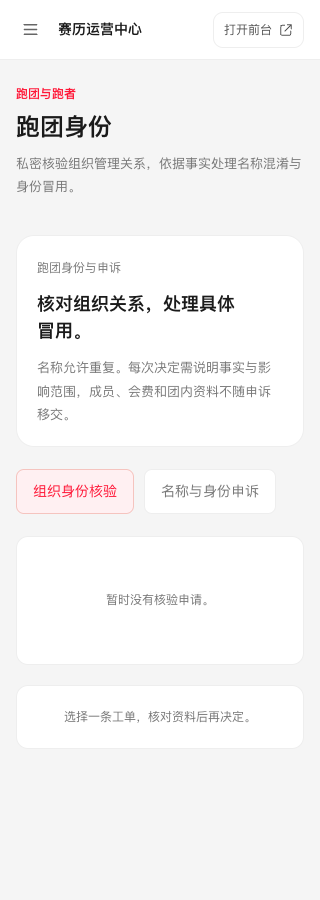 赛历运营中心
打开前台
跑团与跑者
跑团身份
私密核验组织管理关系，依据事实处理名称混淆与
身份冒用。
跑团身份与申诉
核对组织关系，处理具体
冒用。
名称允许重复。每次决定需说明事实与影
响范围，成员、会费和团内资料不随申诉
移交。
组织身份核验
名称与身份申诉
暂时没有核验申请。
选择一条工单，核对资料后再决定。